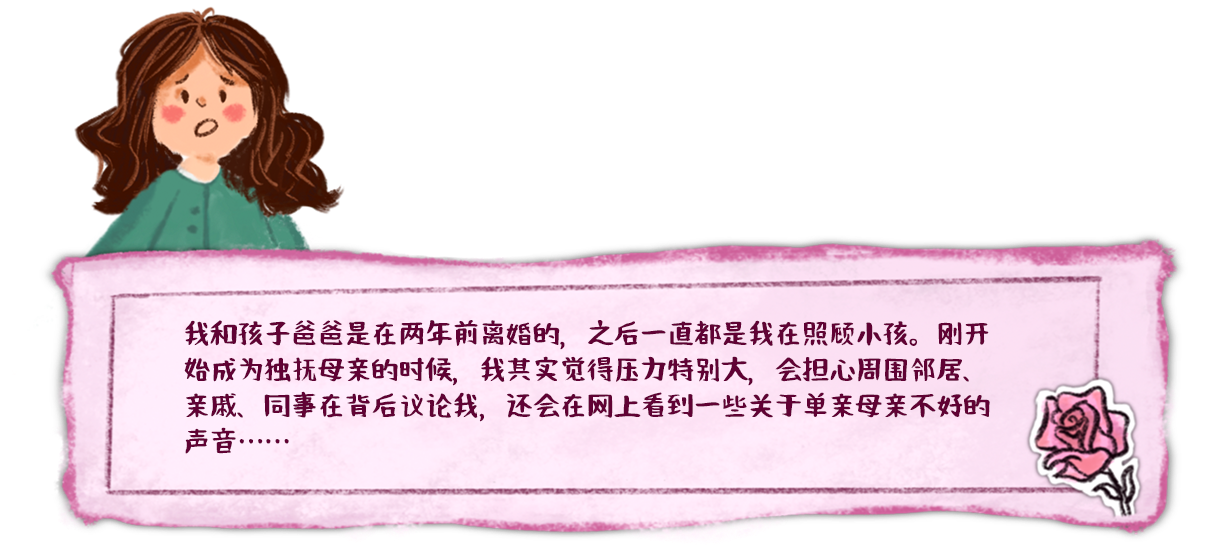 我和孩子爸爸是在两年前离婚的，之后一直都是我在照顾小孩。刚开
始成为独抚母亲的时候，我其实觉得压力特别大，会担心周围邻居、
亲戚、同事在背后议论我，还会在网上看到一些关于单亲母亲不好的
声音……